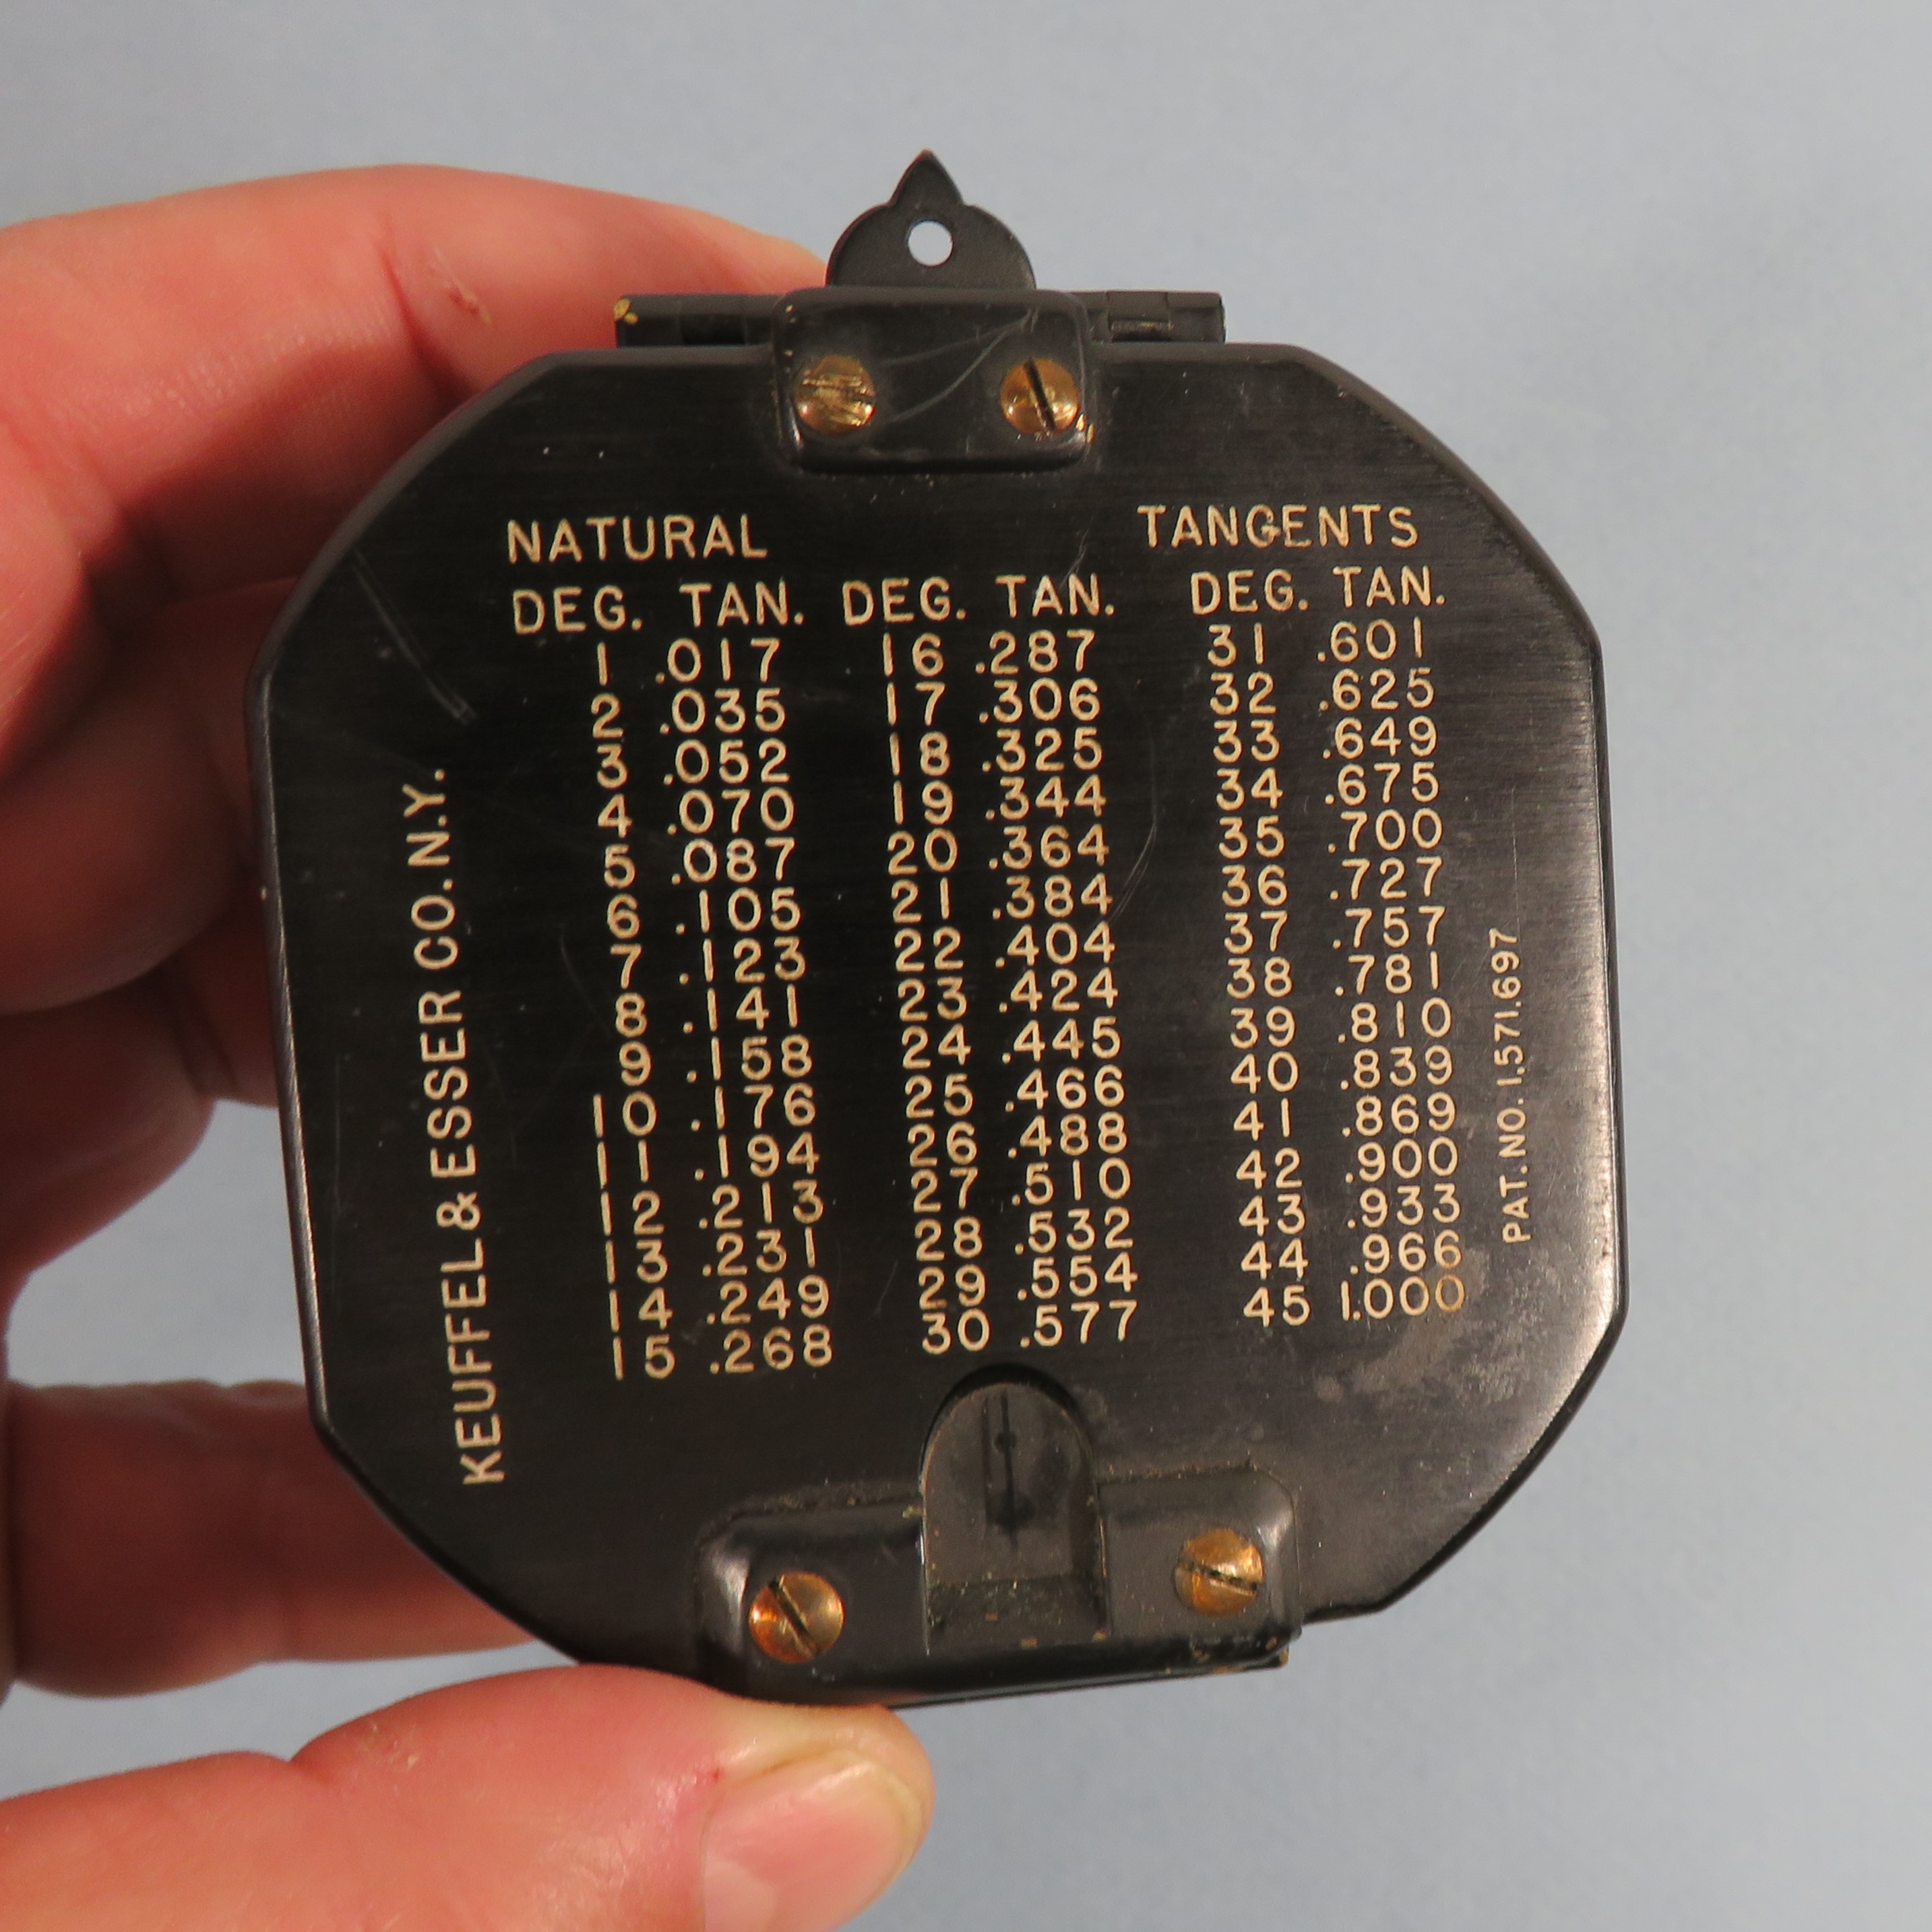 NATURAL TANGENTS
DEG. TAN. DEG. TAN. DEG. TAN.
1 .017 16 .287 31 .601
2 .035 17 .306 32 .625
3 .052 18 .325 33 .649
4 .070 19 .344 34 .675
5 .087 20 .364 35 .700
6 .105 21 .384 36 .727
7 .123 22 .404 37 .757
8 .141 23 .424 38 .781
9 .158 24 .445 39 .810
10 .176 25 .466 40 .839
11 .194 26 .488 41 .869
12 .213 27 .510 42 .900
13 .231 28 .532 43 .933
14 .249 29 .554 44 .966
15 .268 30 .577 45 1.000
KEUFFEL & ESSER CO. N.Y.
PAT. NO. 1.571.697